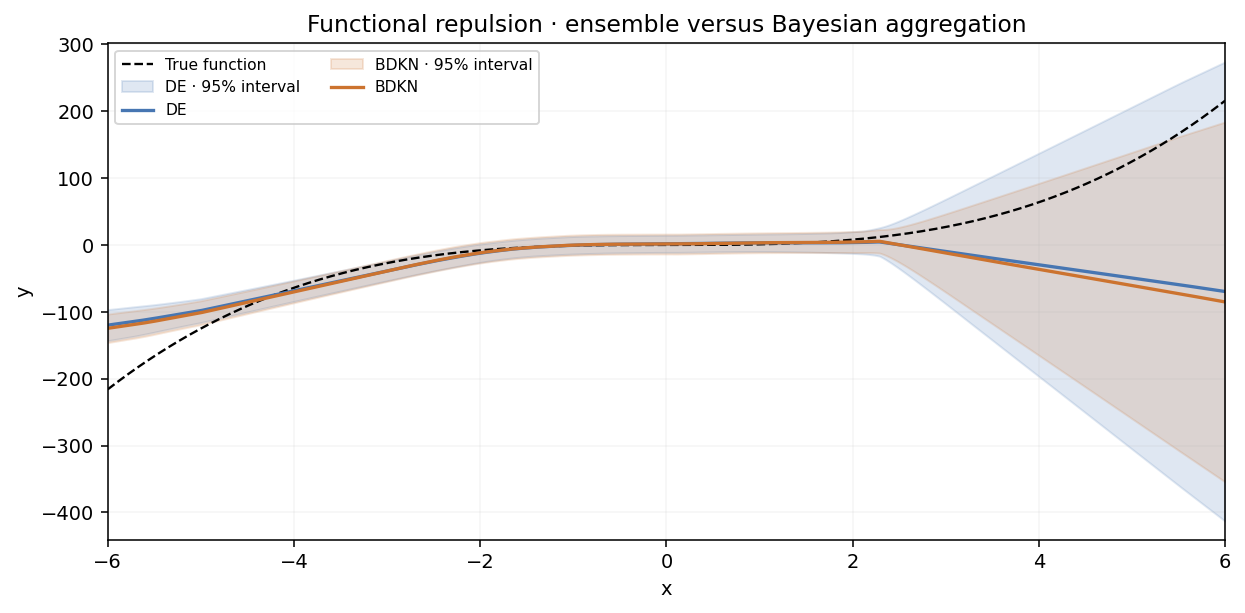 Functional repulsion · ensemble versus Bayesian aggregation
True function
DE · 95% interval
DE
BDKN · 95% interval
BDKN
y
300
200
100
0
−100
−200
−300
−400
−6
−4
−2
0
2
4
6
x